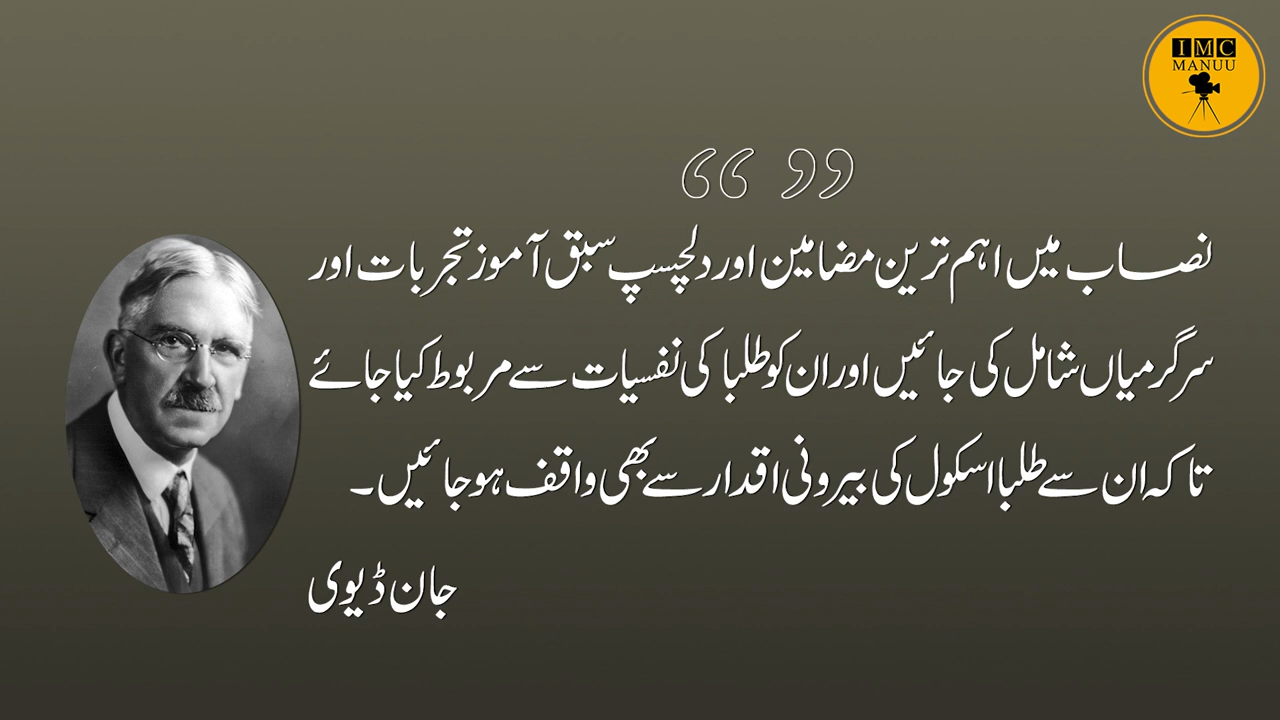 IMC
MANUU
نصاب میں اہم ترین مضامین اور دلچسپ سبق آموز تجربات اور
سرگرمیاں شامل کی جائیں اور ان کو طلبا کی نفسیات سے مربوط کیا جائے
تاکہ ان سے طلبا اسکول کی بیرونی اقدار سے بھی واقف ہو جائیں۔
جان ڈیوی